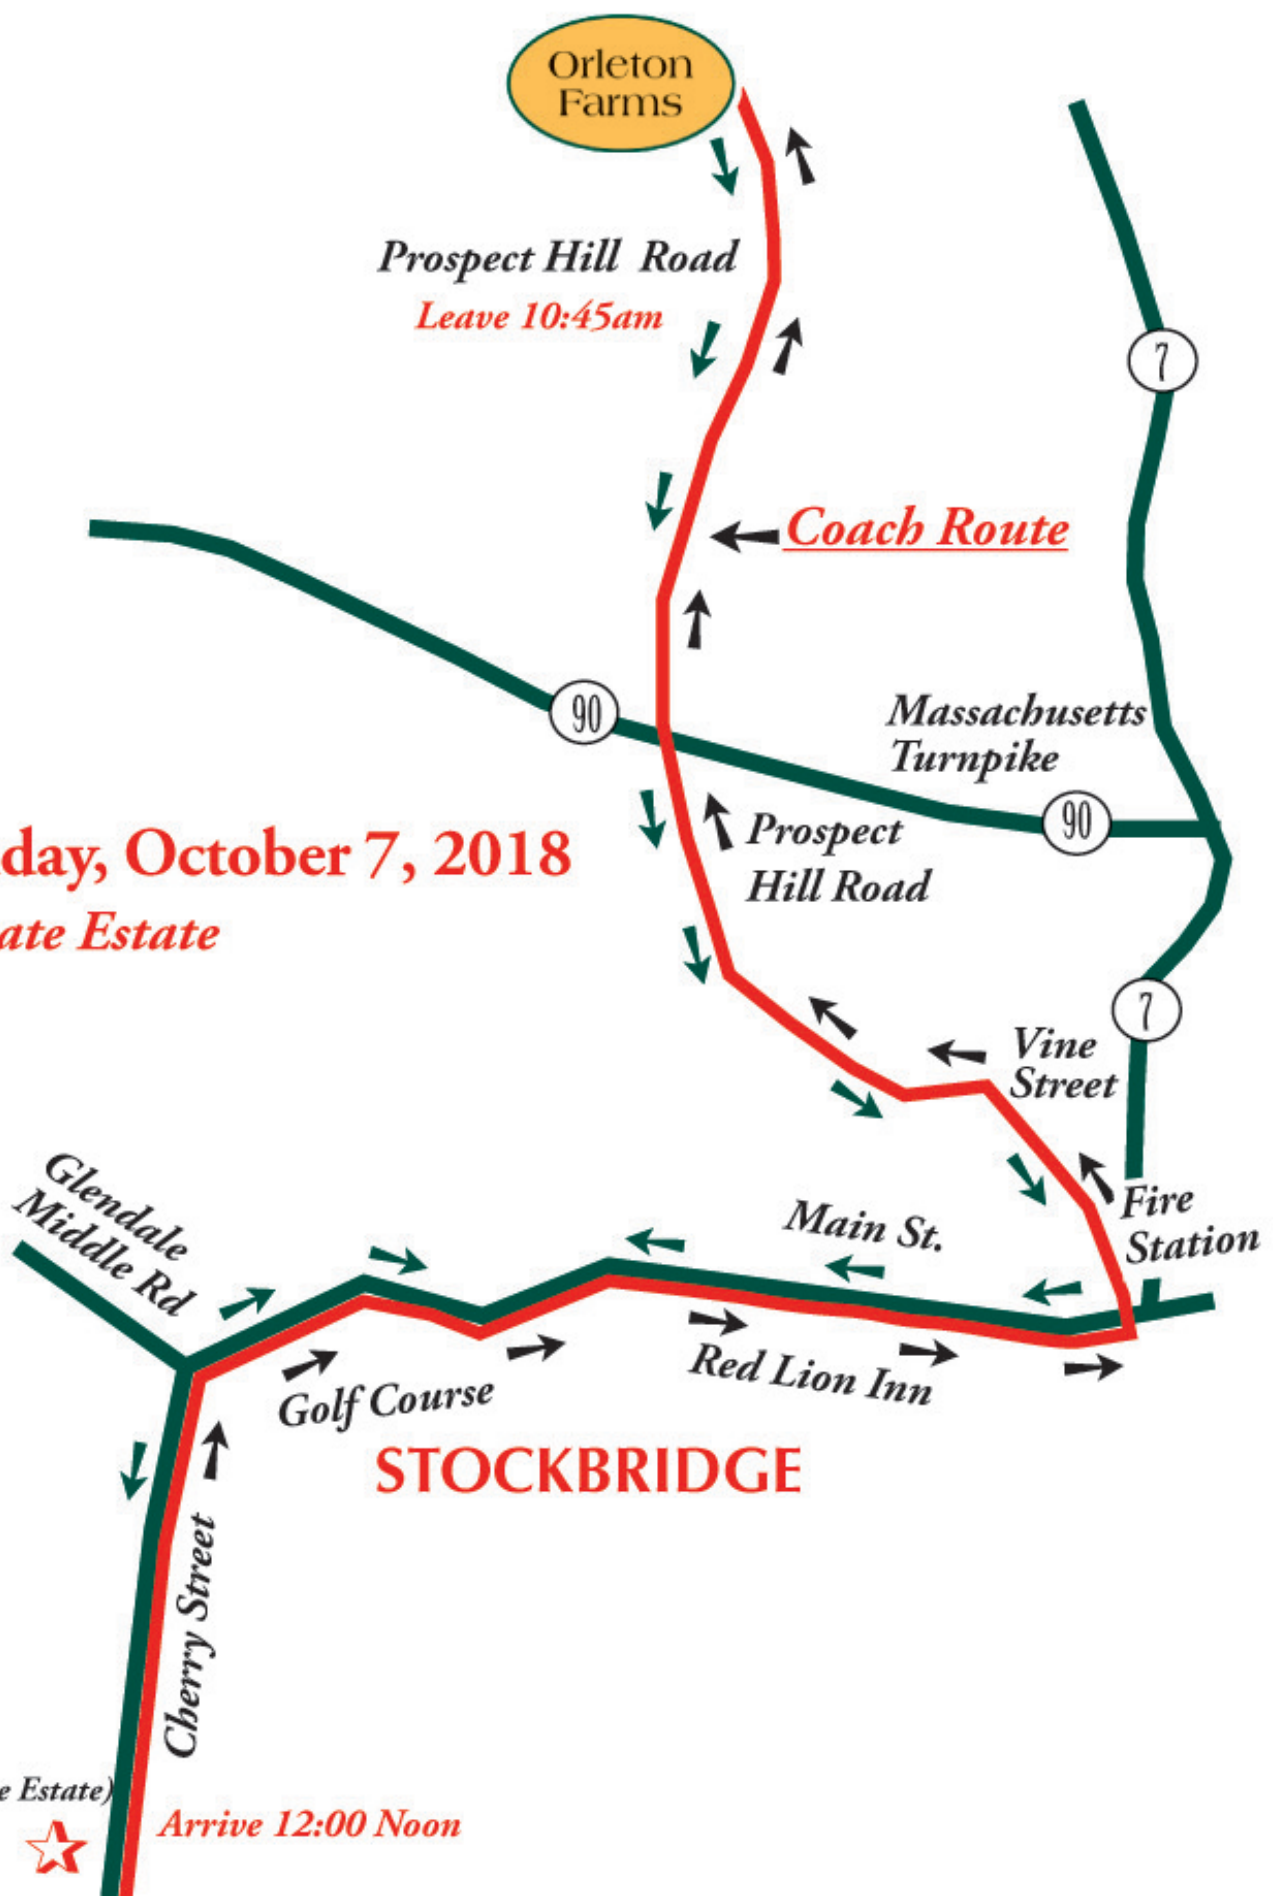 Orleton
Farms
Prospect Hill Road
Leave 10:45am
7
Coach Route
90
Massachusetts
Turnpike
90
Prospect
Hill Road
day, October 7, 2018
ate Estate
7
Vine
Street
Glendale
Middle Rd
Main St.
Fire
Station
Red Lion Inn
Golf Course
STOCKBRIDGE
Cherry Street
e Estate)
Arrive 12:00 Noon